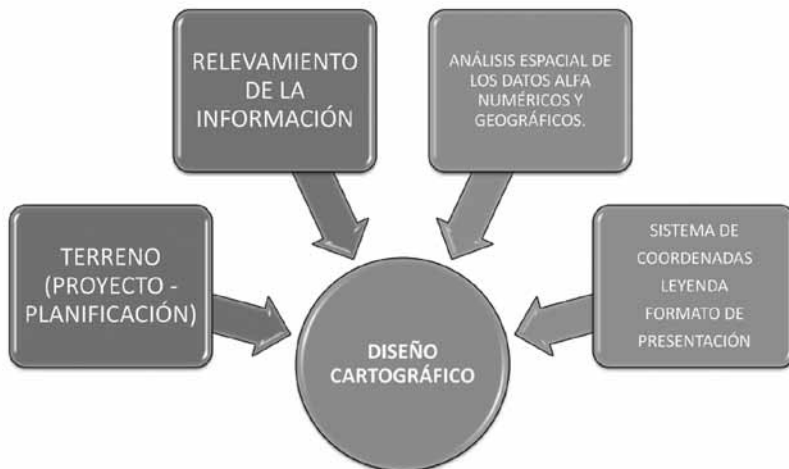 RELEVAMIENTO
DE LA
INFORMACIÓN
ANÁLISIS ESPACIAL DE
LOS DATOS ALFA
NUMÉRICOS Y
GEOGRÁFICOS.
TERRENO
(PROYECTO -
PLANIFICACIÓN)
SISTEMA DE
COORDENADAS
LEYENDA
FORMATO DE
PRESENTACIÓN
DISEÑO
CARTOGRÁFICO